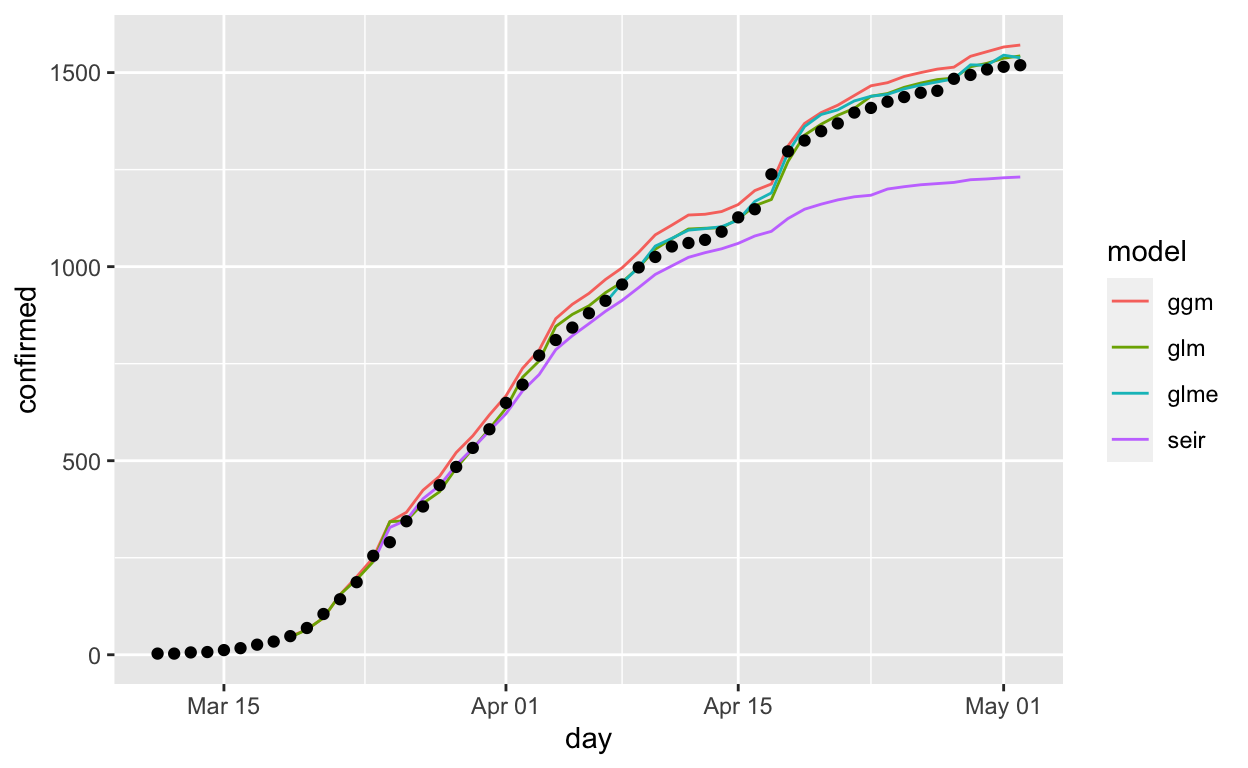 1500
1000
500
0
confirmed
Mar 15
Apr 01
Apr 15
May 01
day
model
ggm
glm
glme
seir